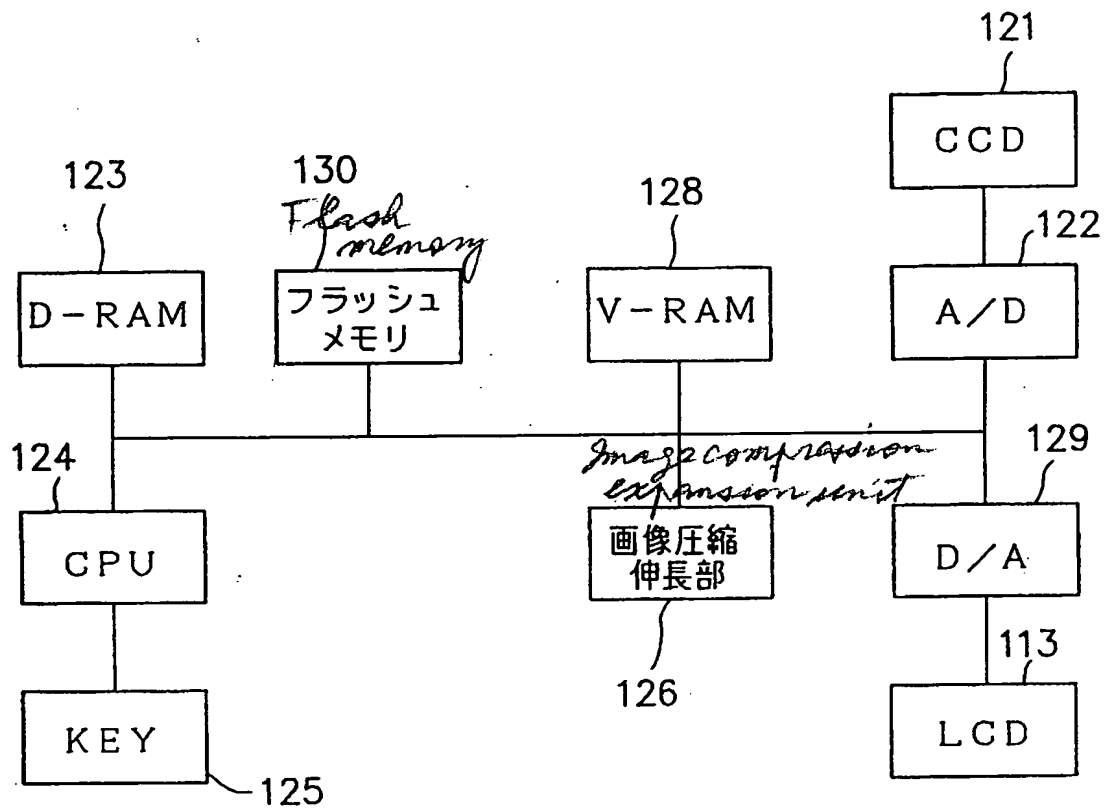 121
CCD
123
130
Flash
memory
128
122
D-RAM
フラッシュ
メモリ
V-RAM
A/D
124
Image compression
expansion unit
129
CPU
画像圧縮
伸長部
D/A
126
113
KEY
LCD
125